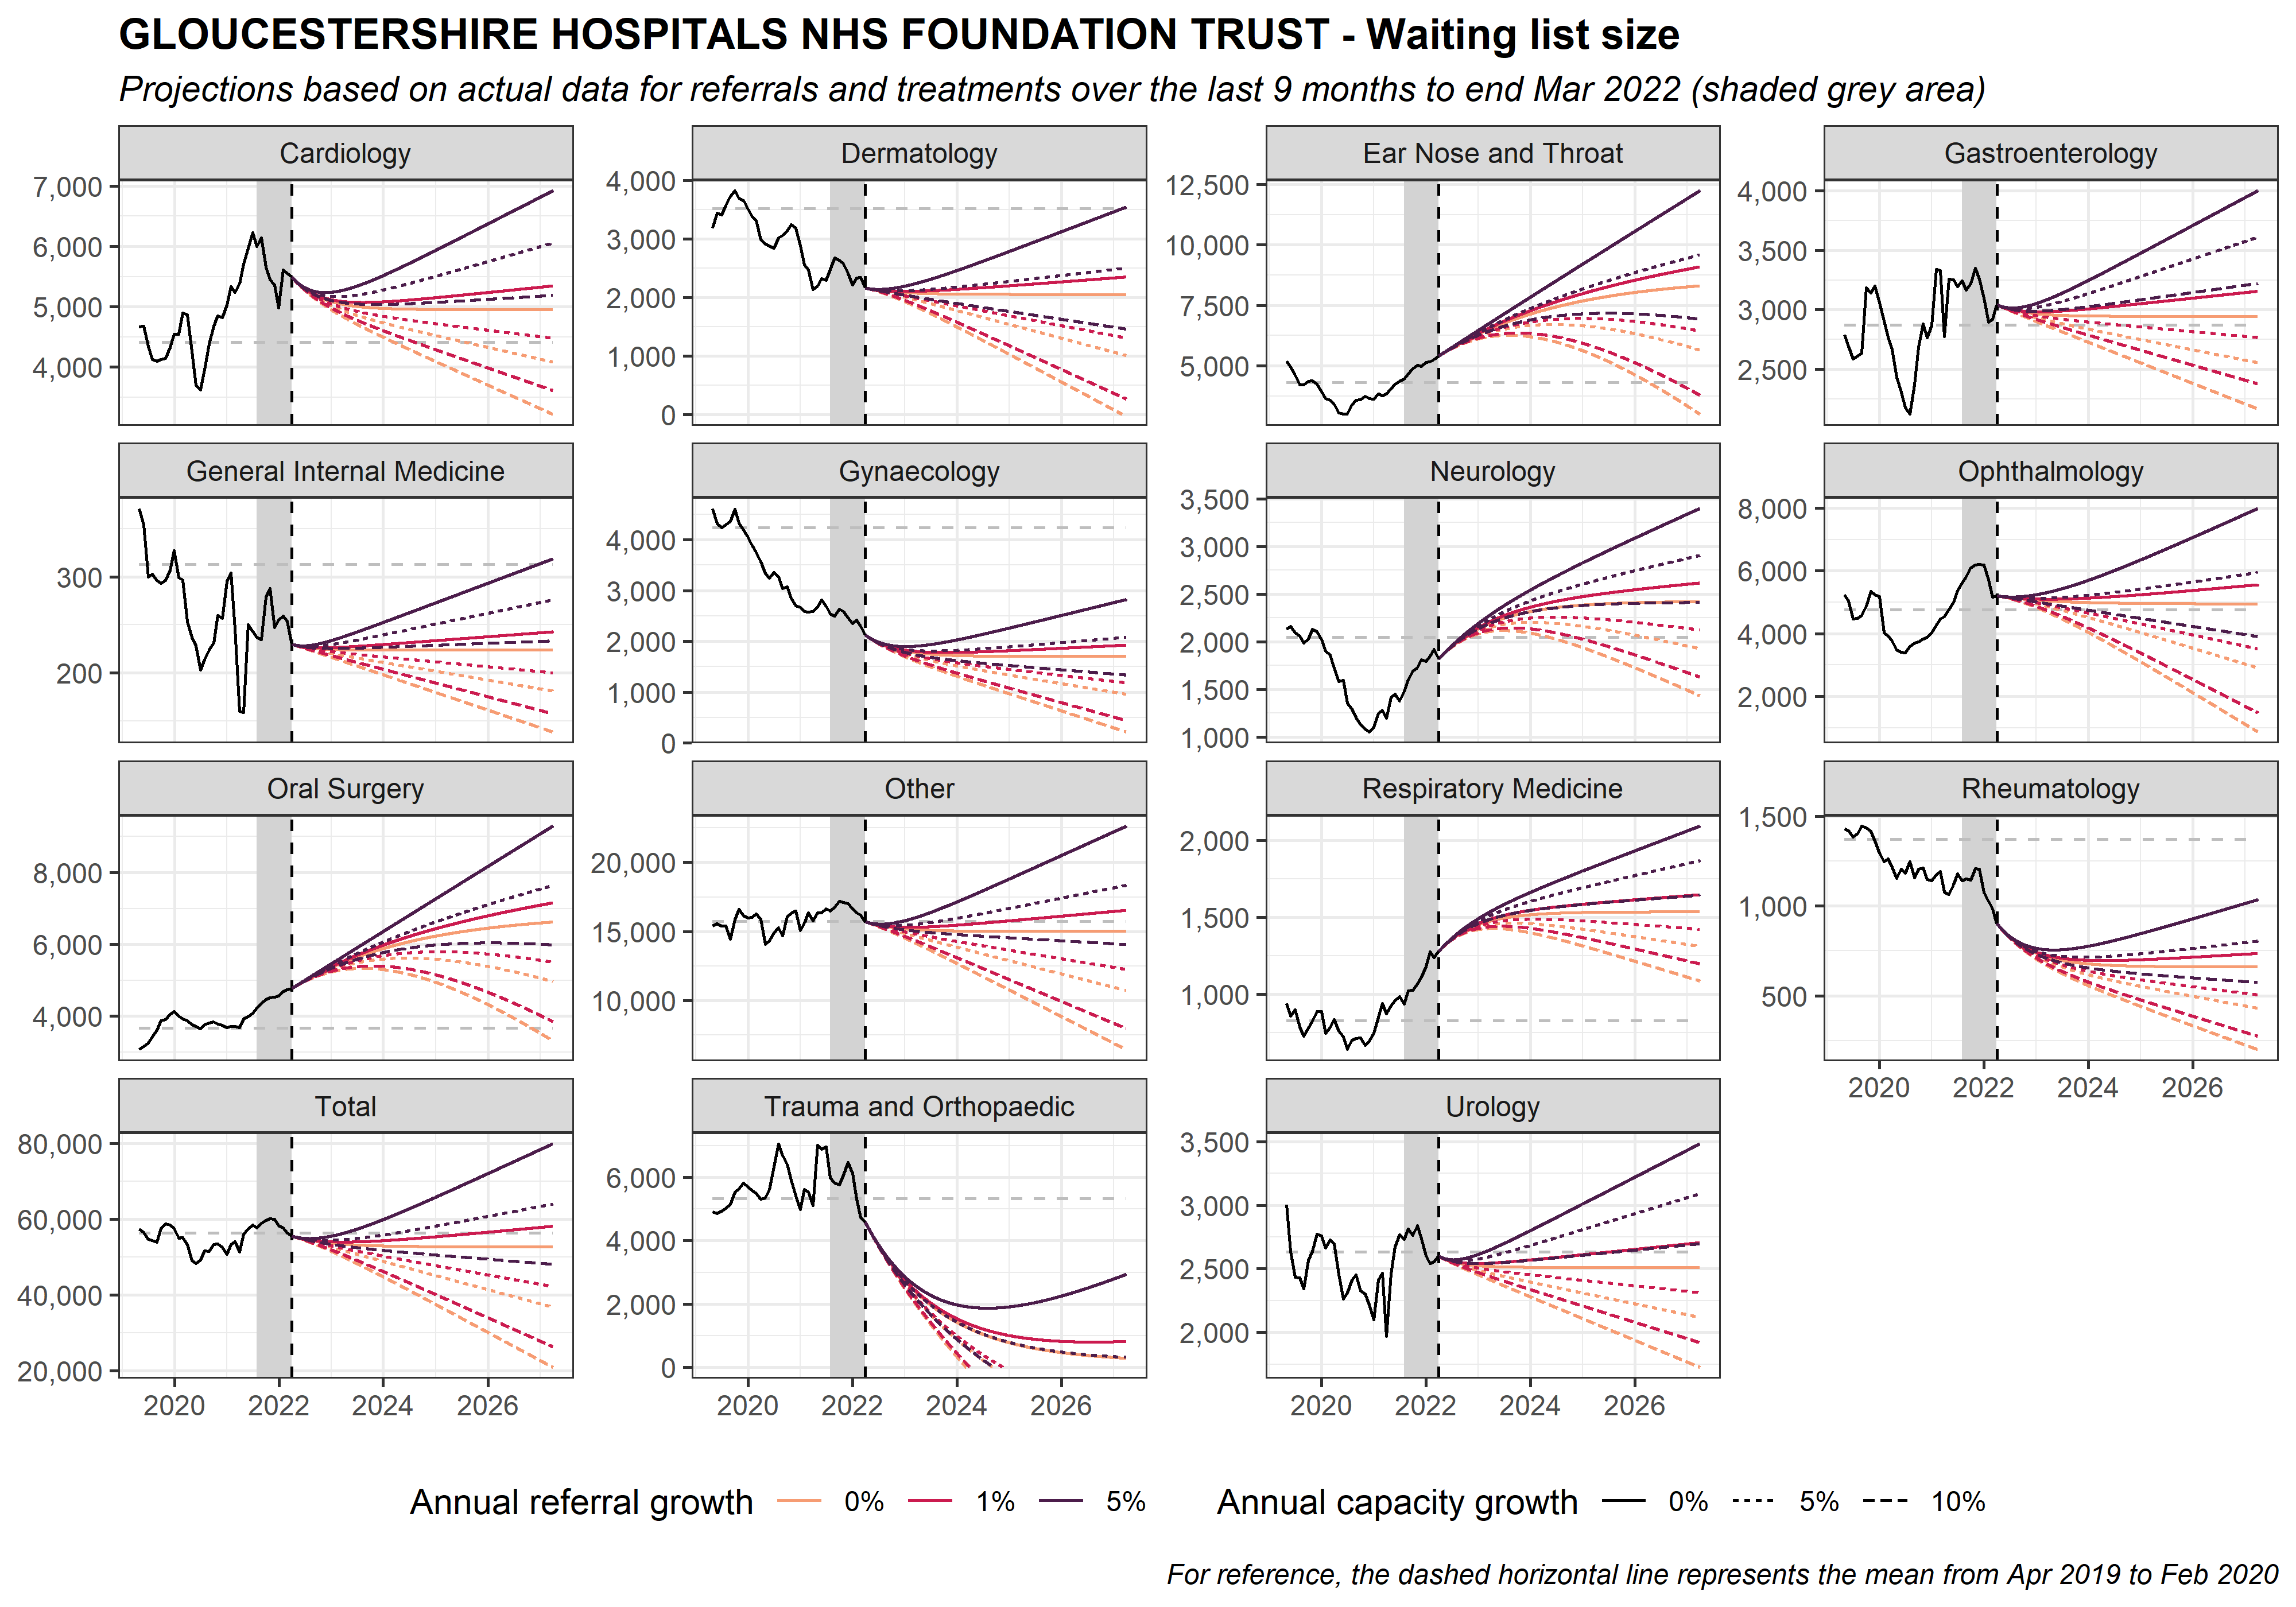 GLOUCESTERSHIRE HOSPITALS NHS FOUNDATION TRUST - Waiting list size
Projections based on actual data for referrals and treatments over the last 9 months to end Mar 2022 (shaded grey area)
Cardiology
7,000
6,000
5,000
4,000
Dermatology
4,000
3,000
2,000
1,000
0
Ear Nose and Throat
12,500
10,000
7,500
5,000
Gastroenterology
4,000
3,500
3,000
2,500
General Internal Medicine
300
200
Gynaecology
4,000
3,000
2,000
1,000
0
Neurology
3,500
3,000
2,500
2,000
1,500
1,000
Ophthalmology
8,000
6,000
4,000
2,000
Oral Surgery
8,000
6,000
4,000
Other
20,000
15,000
10,000
Respiratory Medicine
2,000
1,500
1,000
Rheumatology
1,500
1,000
500
2020 2022 2024 2026
Total
80,000
60,000
40,000
20,000
2020 2022 2024 2026
Trauma and Orthopaedic
6,000
4,000
2,000
0
2020 2022 2024 2026
Urology
3,500
3,000
2,500
2,000
2020 2022 2024 2026
Annual referral growth 0% 1% 5%
Annual capacity growth 0% 5% 10%
For reference, the dashed horizontal line represents the mean from Apr 2019 to Feb 2020